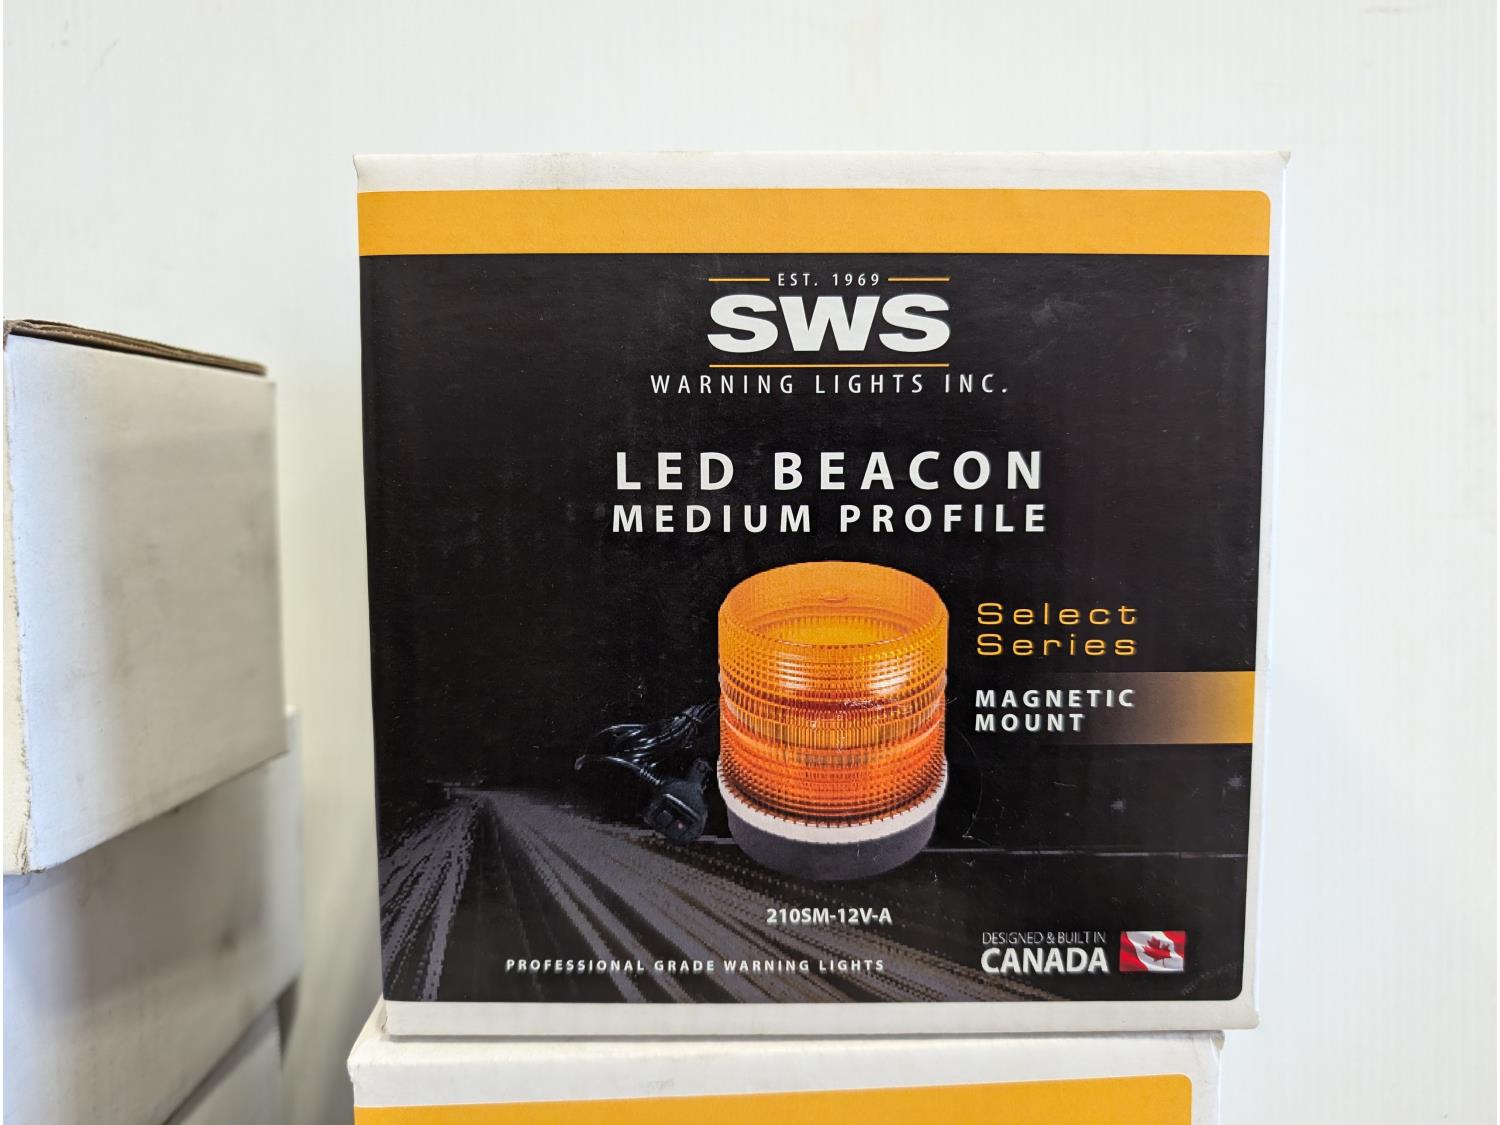 EST. 1969
SWS
WARNING LIGHTS INC.
LED BEACON
MEDIUM PROFILE
Select
Series
MAGNETIC
MOUNT
210SM-12V-A
PROFESSIONAL GRADE WARNING LIGHTS
DESIGNED & BUILT IN
CANADA